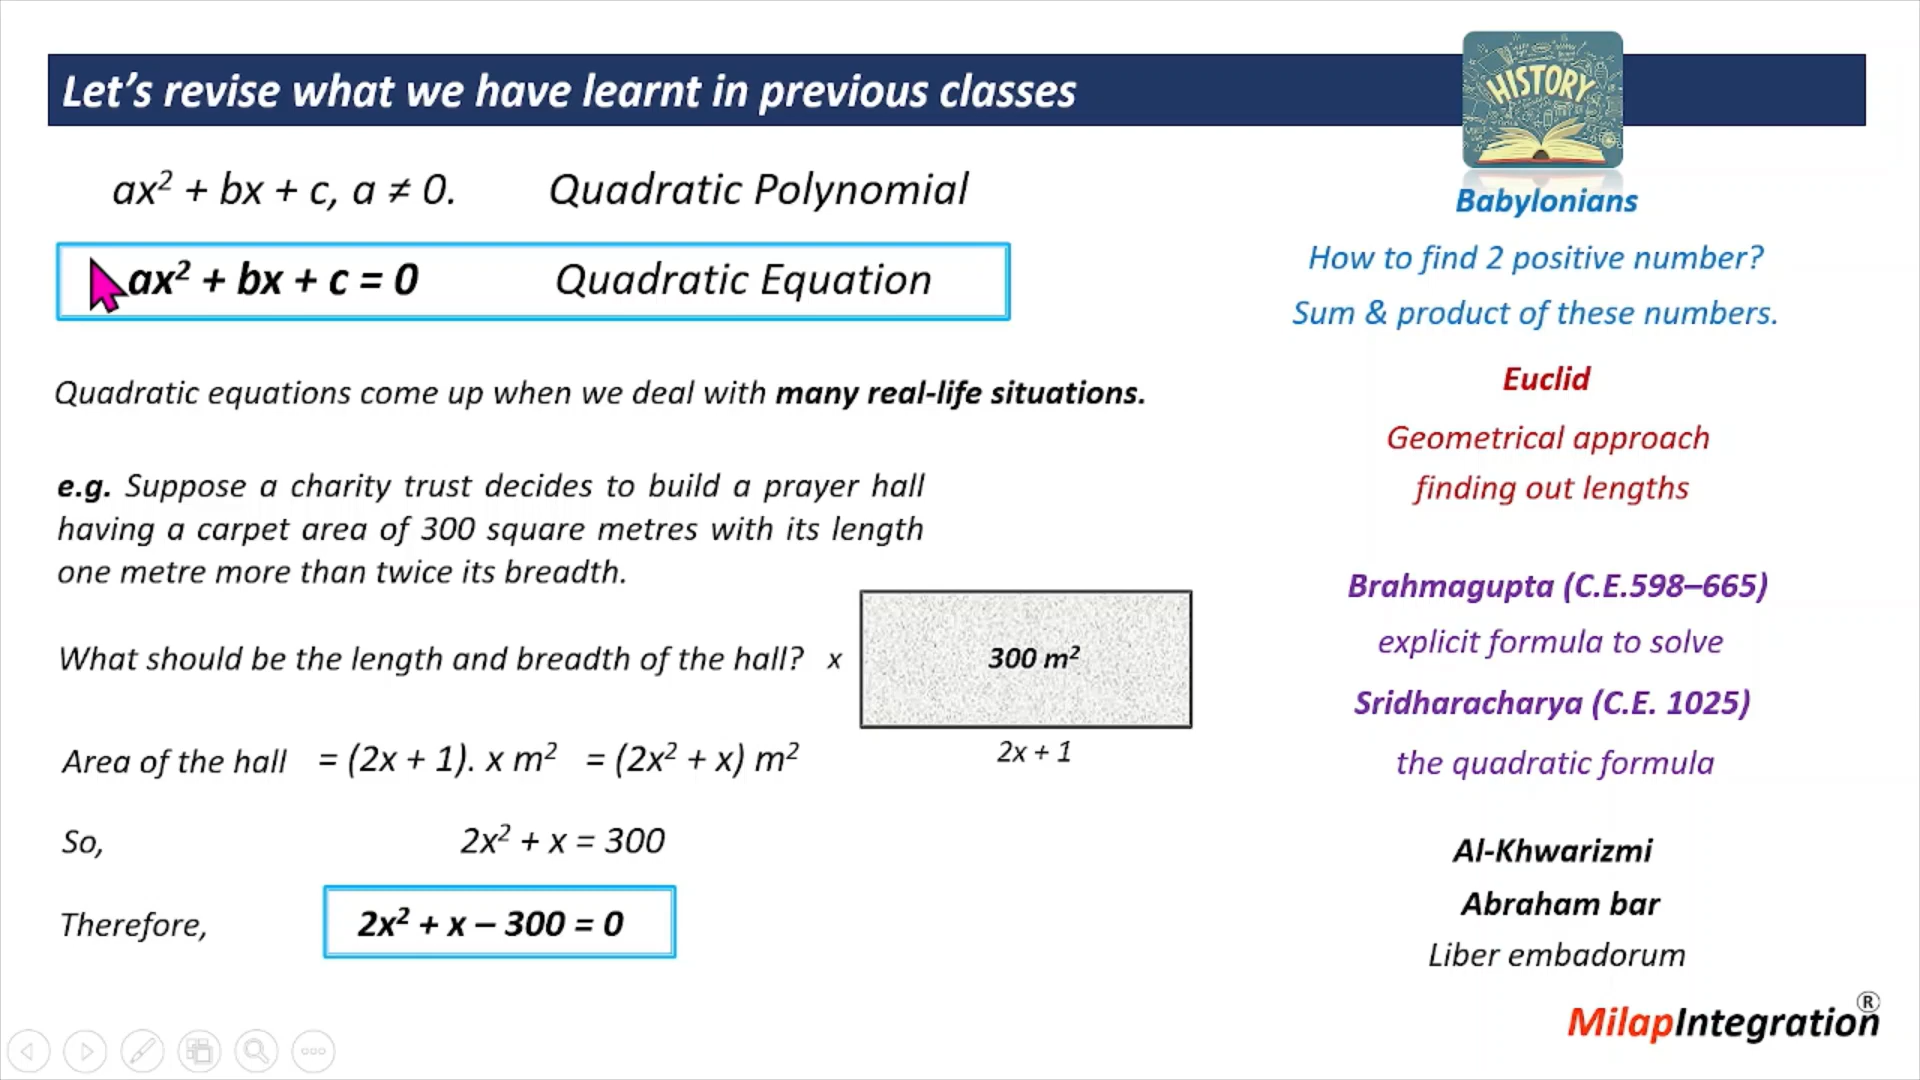 Let's revise what we have learnt in previous classes
HISTORY
ax² + bx + c, a ≠ 0. Quadratic Polynomial
ax² + bx + c = 0 Quadratic Equation
Quadratic equations come up when we deal with many real-life situations.
e.g. Suppose a charity trust decides to build a prayer hall
having a carpet area of 300 square metres with its length
one metre more than twice its breadth.
What should be the length and breadth of the hall?
x
300 m²
2x + 1
Area of the hall = (2x + 1). x m² = (2x² + x) m²
So, 2x² + x = 300
Therefore, 2x² + x – 300 = 0
Babylonians
How to find 2 positive number?
Sum & product of these numbers.
Euclid
Geometrical approach
finding out lengths
Brahmagupta (C.E.598–665)
explicit formula to solve
Sridharacharya (C.E. 1025)
the quadratic formula
Al-Khwarizmi
Abraham bar
Liber embadorum
MilapIntegration®